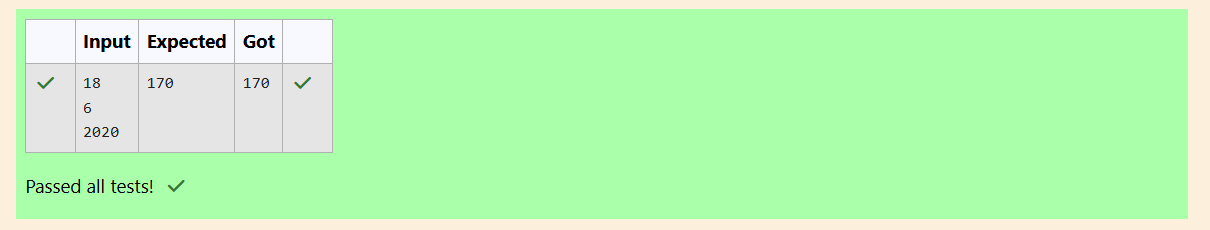 Input Expected Got
18 170 170
6
2020
Passed all tests!